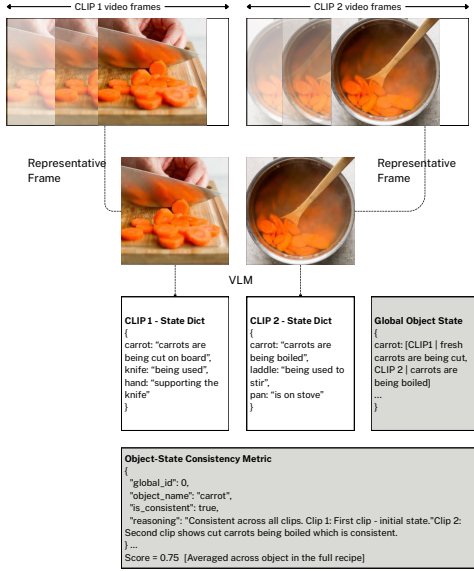 CLIP 1 video frames
CLIP 2 video frames
Representative
Frame
Representative
Frame
VLM
CLIP 1 - State Dict
{
carrot: “carrots are
being cut on board”,
knife: “being used”,
hand: “supporting the
knife”
}
CLIP 2 - State Dict
{
carrot: “carrots are
being boiled”,
laddle: “being used to
stir”,
pan: “is on stove”
}
Global Object State
{
carrot: [CLIP1 | fresh
carrots are being cut,
CLIP 2 | carrots are
being boiled]
...
}
Object-State Consistency Metric
{
"global_id": 0,
"object_name": "carrot",
"is_consistent": true,
"reasoning": "Consistent across all clips. Clip 1: First clip - initial state."Clip 2:
Second clip shows cut carrots being boiled which is consistent.
} ...
Score = 0.75 [Averaged across object in the full recipe]